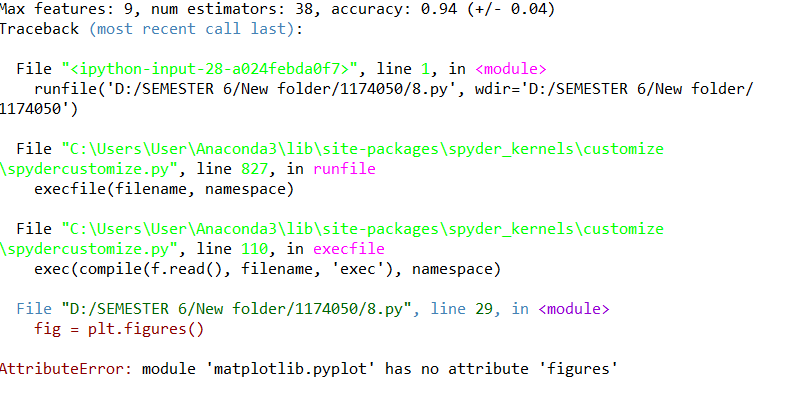 Max features: 9, num estimators: 38, accuracy: 0.94 (+/- 0.04)
Traceback (most recent call last):
File "<ipython-input-28-a024febda0f7>", line 1, in <module>
runfile('D:/SEMESTER 6/New folder/1174050/8.py', wdir='D:/SEMESTER 6/New folder/
1174050')
File "C:\Users\User\Anaconda3\lib\site-packages\spyder_kernels\customize
\spydercustomize.py", line 827, in runfile
execfile(filename, namespace)
File "C:\Users\User\Anaconda3\lib\site-packages\spyder_kernels\customize
\spydercustomize.py", line 110, in execfile
exec(compile(f.read(), filename, 'exec'), namespace)
File "D:/SEMESTER 6/New folder/1174050/8.py", line 29, in <module>
fig = plt.figures()
AttributeError: module 'matplotlib.pyplot' has no attribute 'figures'